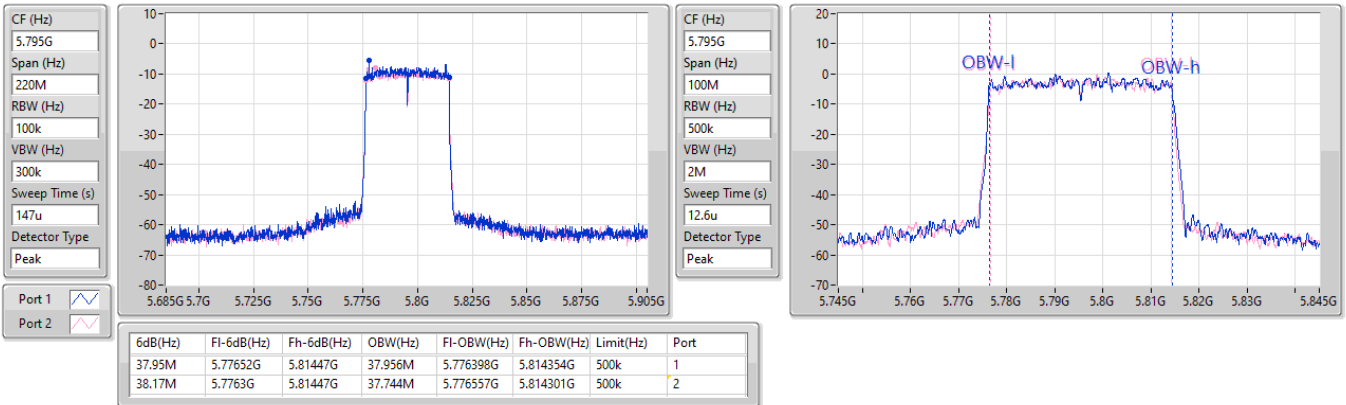 CF (Hz)
5.795G
Span (Hz)
220M
RBW (Hz)
100k
VBW (Hz)
300k
Sweep Time (s)
147u
Detector Type
Peak
Port 1
Port 2
10
0
-10
-20
-30
-40
-50
-60
-70
-80
5.685G 5.7G 5.725G 5.75G 5.775G 5.8G 5.825G 5.85G 5.875G 5.905G
CF (Hz)
5.795G
Span (Hz)
100M
RBW (Hz)
500k
VBW (Hz)
2M
Sweep Time (s)
12.6u
Detector Type
Peak
20
10
0
-10
-20
-30
-40
-50
-60
-70
OBW-l OBW-h
5.745G 5.76G 5.77G 5.78G 5.79G 5.8G 5.81G 5.82G 5.83G 5.845G
6dB(Hz) Fl-6dB(Hz) Fh-6dB(Hz) OBW(Hz) Fl-OBW(Hz) Fh-OBW(Hz) Limit(Hz) Port
37.95M 5.77652G 5.81447G 37.956M 5.776398G 5.814354G 500k 1
38.17M 5.7763G 5.81447G 37.744M 5.776557G 5.814301G 500k 2